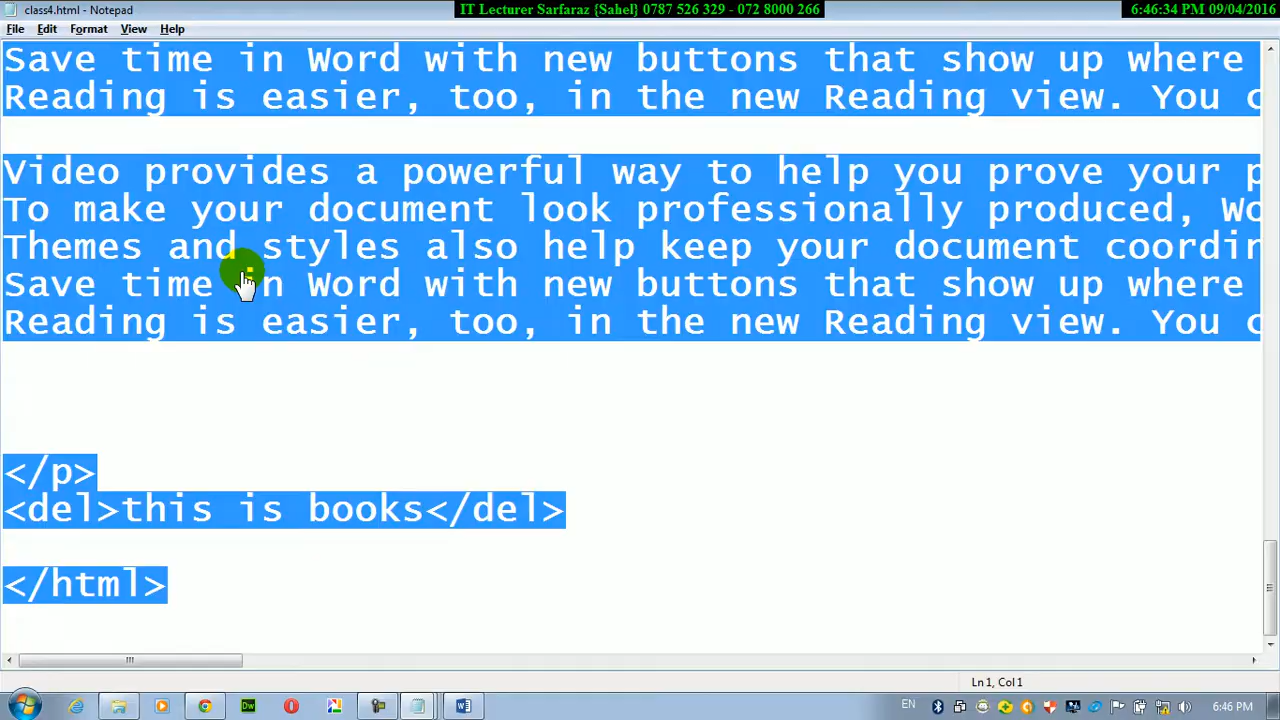 class4.html - Notepad
IT Lecturer Sarfaraz {Sahel} 0787 526 329 - 072 8000 266
6:46:34 PM 09/04/2016
File Edit Format View Help
Save time in Word with new buttons that show up where
Reading is easier, too, in the new Reading view. You c
Video provides a powerful way to help you prove your p
To make your document look professionally produced, Wo
Themes and styles also help keep your document coordin
Save time in Word with new buttons that show up where
Reading is easier, too, in the new Reading view. You c
</p>
<del>this is books</del>
</html>
Ln1, Col1
Dw
EN
6:46 PM